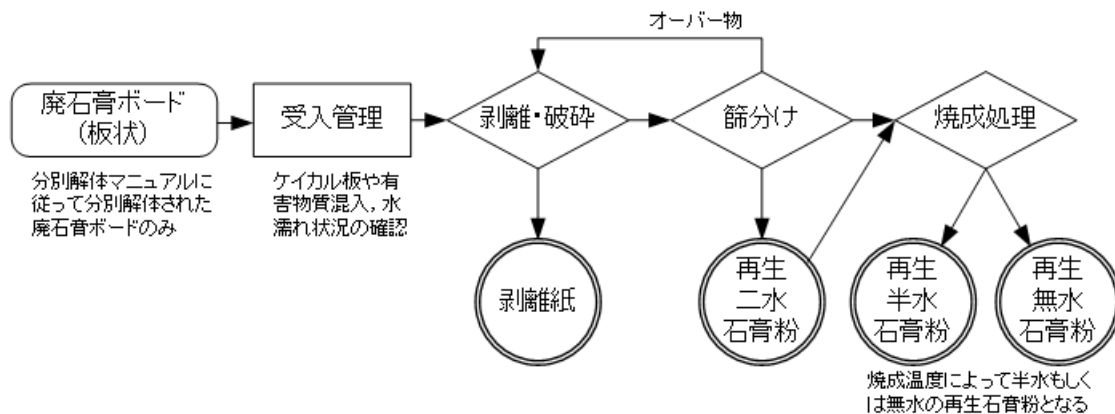 オーバー物
廃石膏ボード
(板状)
受入管理
剥離・破砕
篩分け
焼成処理
分別解体マニュアルに
従って分別解体された
廃石膏ボードのみ
ケイカル板や有
害物質混入，水
濡れ状況の確認
剥離紙
再生
二水
石膏粉
再生
半水
石膏粉
再生
無水
石膏粉
焼成温度によって半水もしく
は無水の再生石膏粉となる